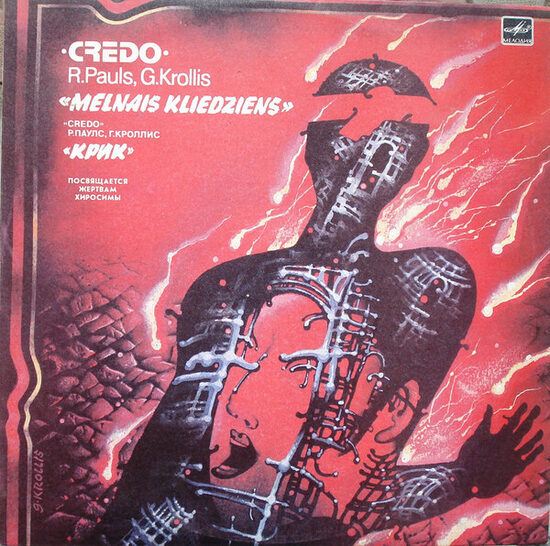 ·CREDO·
R.Pauls, G.Krollis
«MELNAIS KLIEDZIENS»
«CREDO»
Р.ПАУЛС, Г.КРОЛЛИС
«КРИК»
ПОСВЯЩАЕТСЯ
ЖЕРТВАМ
ХИРОСИМЫ
МЕЛОДИЯ
G.KROLLIS